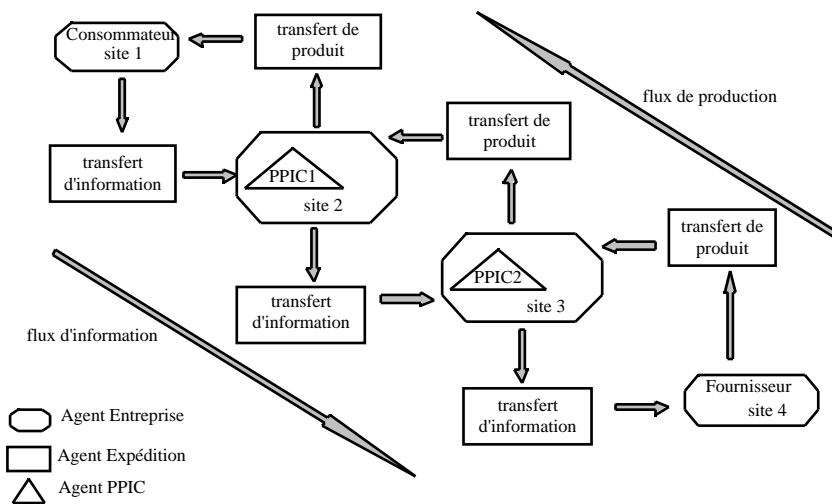 Consommateur
site 1
transfert de
produit
flux de production
transfert de
produit
transfert
d'information
PPIC1
site 2
transfert de
produit
PPIC2
site 3
transfert
d'information
flux d'information
Fournisseur
site 4
transfert
d'information
Agent Entreprise
Agent Expédition
Agent PPIC